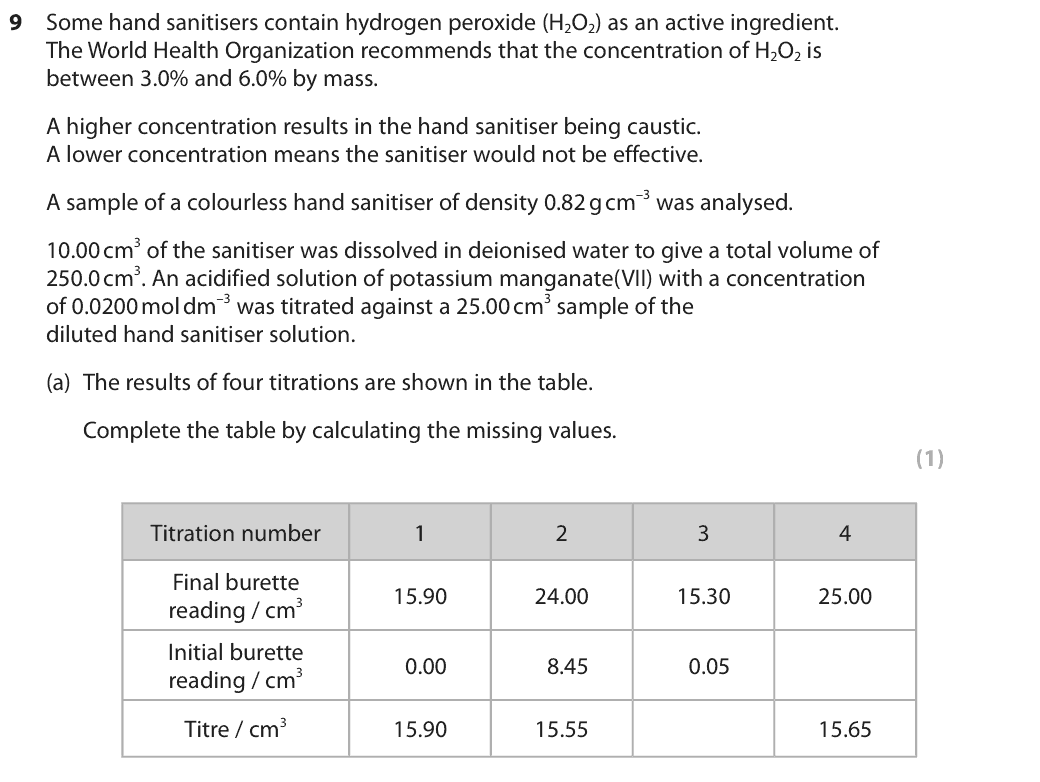 9 Some hand sanitisers contain hydrogen peroxide (H₂O₂) as an active ingredient.
The World Health Organization recommends that the concentration of H₂O₂ is
between 3.0% and 6.0% by mass.
A higher concentration results in the hand sanitiser being caustic.
A lower concentration means the sanitiser would not be effective.
A sample of a colourless hand sanitiser of density 0.82 g cm⁻³ was analysed.
10.00 cm³ of the sanitiser was dissolved in deionised water to give a total volume of
250.0 cm³. An acidified solution of potassium manganate(VII) with a concentration
of 0.0200 mol dm⁻³ was titrated against a 25.00 cm³ sample of the
diluted hand sanitiser solution.
(a) The results of four titrations are shown in the table.
Complete the table by calculating the missing values.
(1)
Titration number 1 2 3 4
Final burette
reading / cm³ 15.90 24.00 15.30 25.00
Initial burette
reading / cm³ 0.00 8.45 0.05
Titre / cm³ 15.90 15.55 15.65